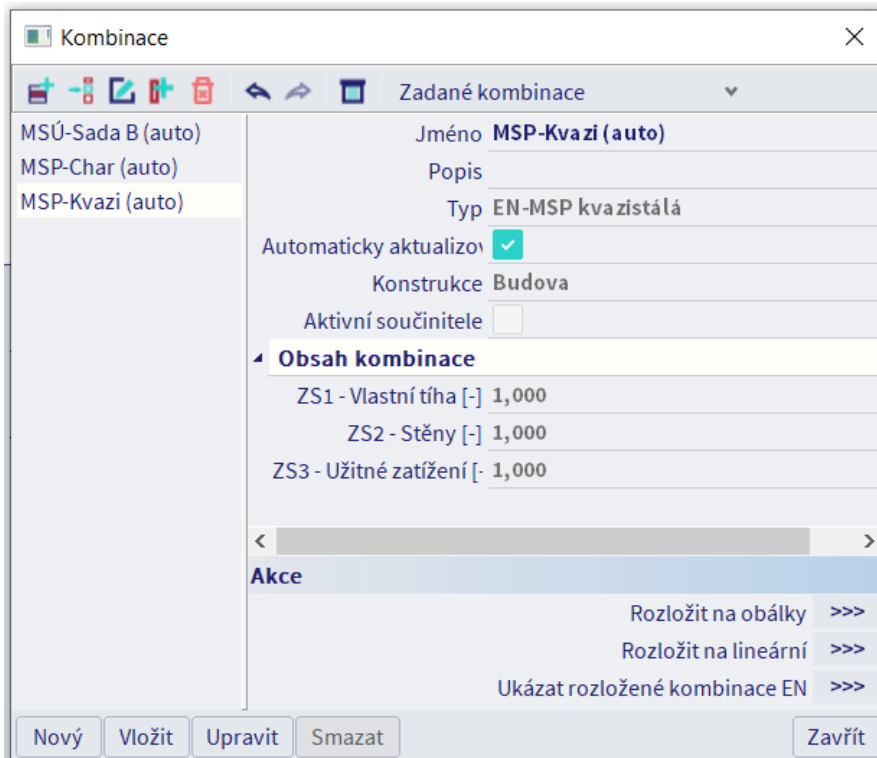 Kombinace
Zadané kombinace
MSÚ-Sada B (auto)
MSP-Char (auto)
MSP-Kvazi (auto)
Jméno MSP-Kvazi (auto)
Popis
Typ EN-MSP kvazistálá
Automaticky aktualizov
Konstrukce Budova
Aktivní součinitele
Obsah kombinace
ZS1 - Vlastní tíha [-] 1,000
ZS2 - Stěny [-] 1,000
ZS3 - Užitné zatížení [- 1,000
Akce
Rozložit na obálky >>>
Rozložit na lineární >>>
Ukázat rozložené kombinace EN >>>
Nový Vložit Upravit Smazat Zavřít